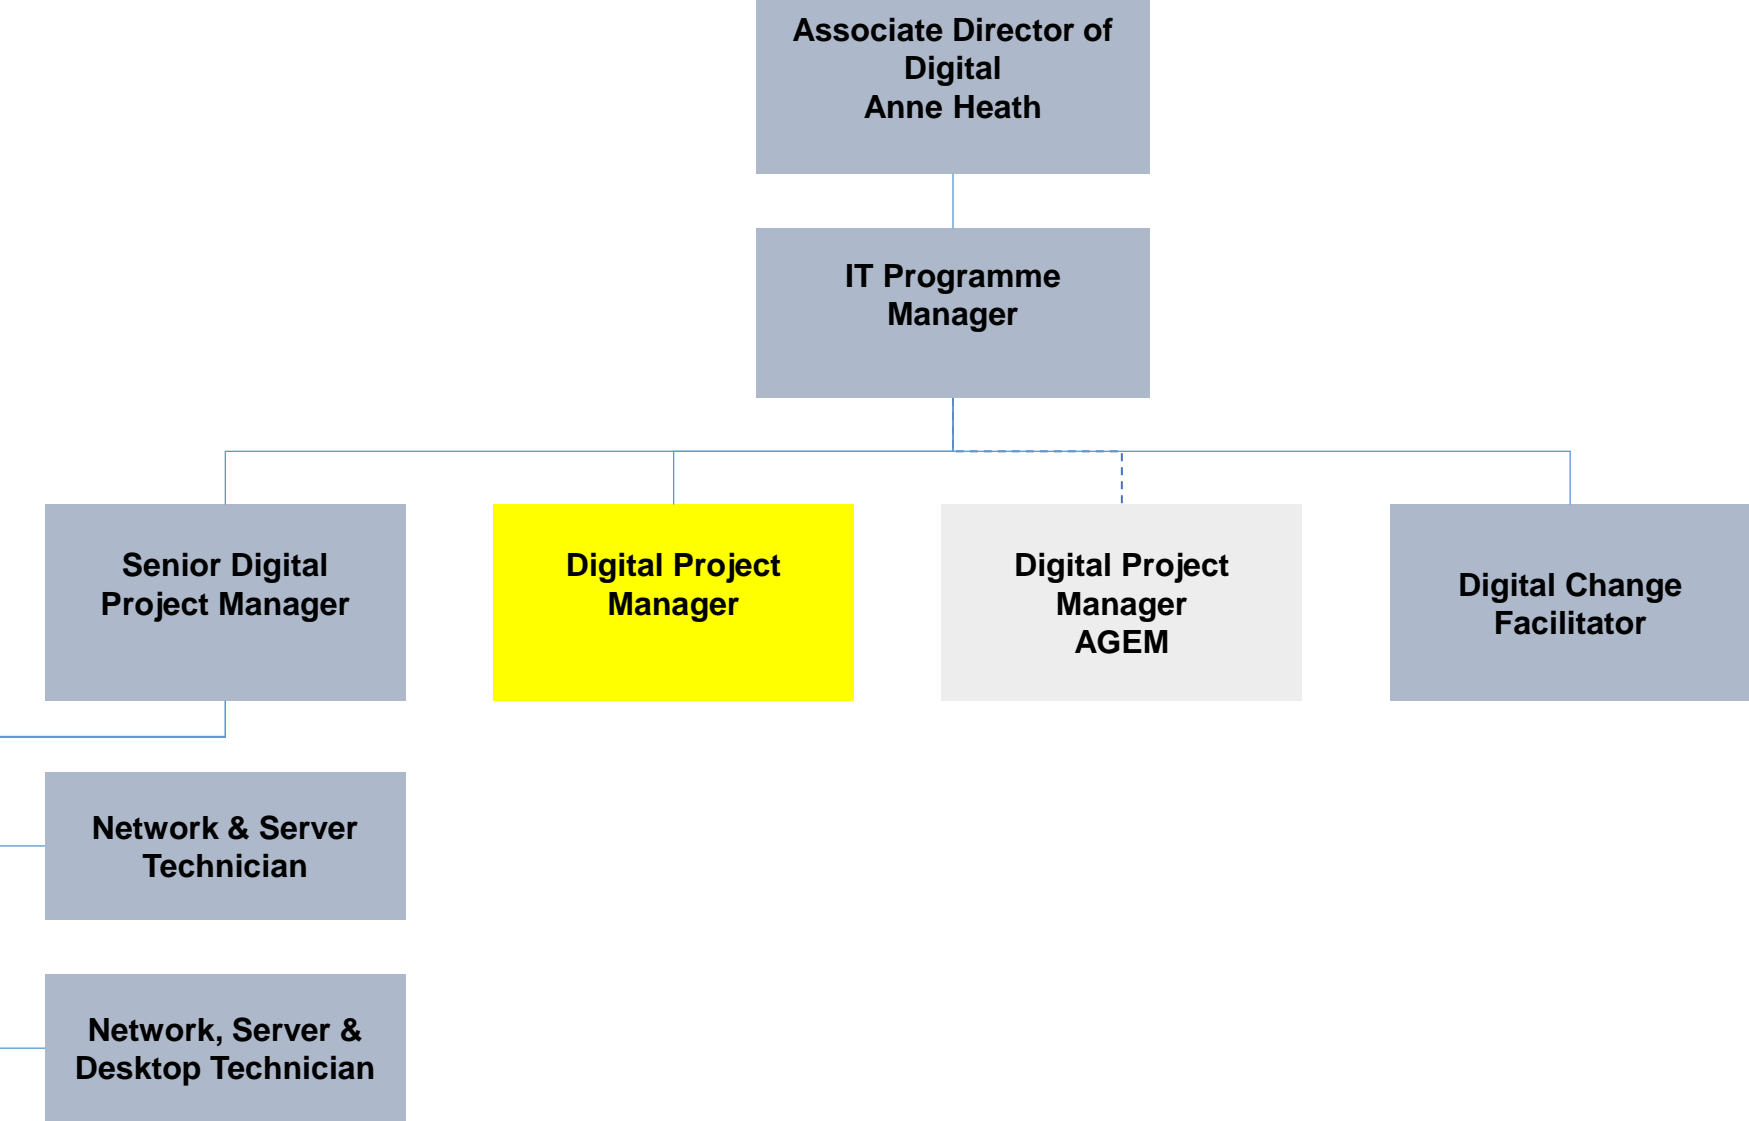 Associate Director of
Digital
Anne Heath
IT Programme
Manager
Senior Digital
Project Manager
Digital Project
Manager
Digital Project
Manager
AGEM
Digital Change
Facilitator
Network & Server
Technician
Network, Server &
Desktop Technician